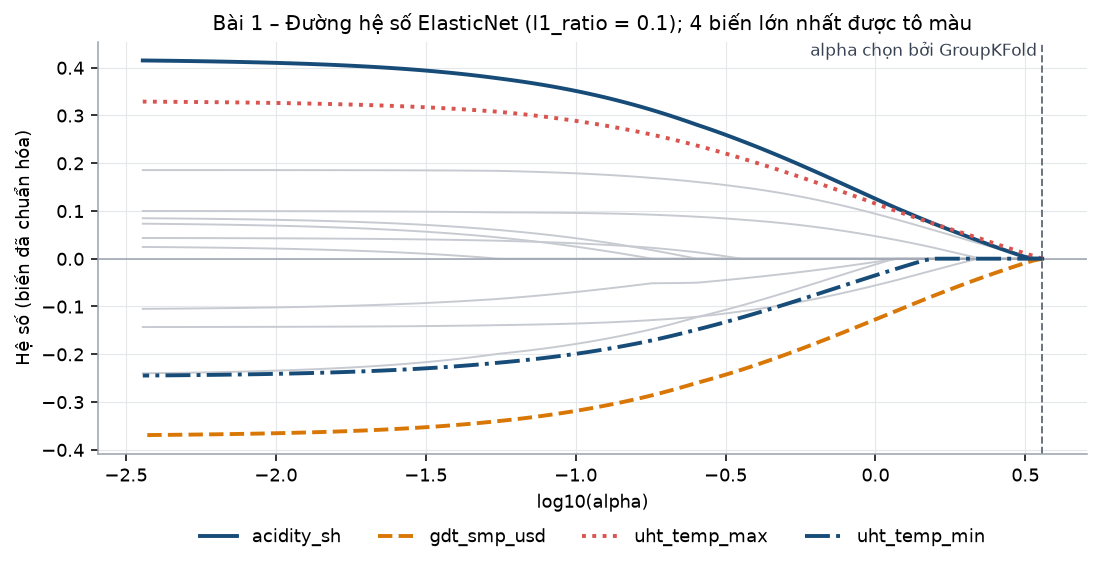 Bài 1 – Đường hệ số ElasticNet (l1_ratio = 0.1); 4 biến lớn nhất được tô màu
alpha chọn bởi GroupKFold
Hệ số (biến đã chuẩn hóa)
0.4
0.3
0.2
0.1
0.0
−0.1
−0.2
−0.3
−0.4
−2.5 −2.0 −1.5 −1.0 −0.5 0.0 0.5
log10(alpha)
acidity_sh gdt_smp_usd uht_temp_max uht_temp_min